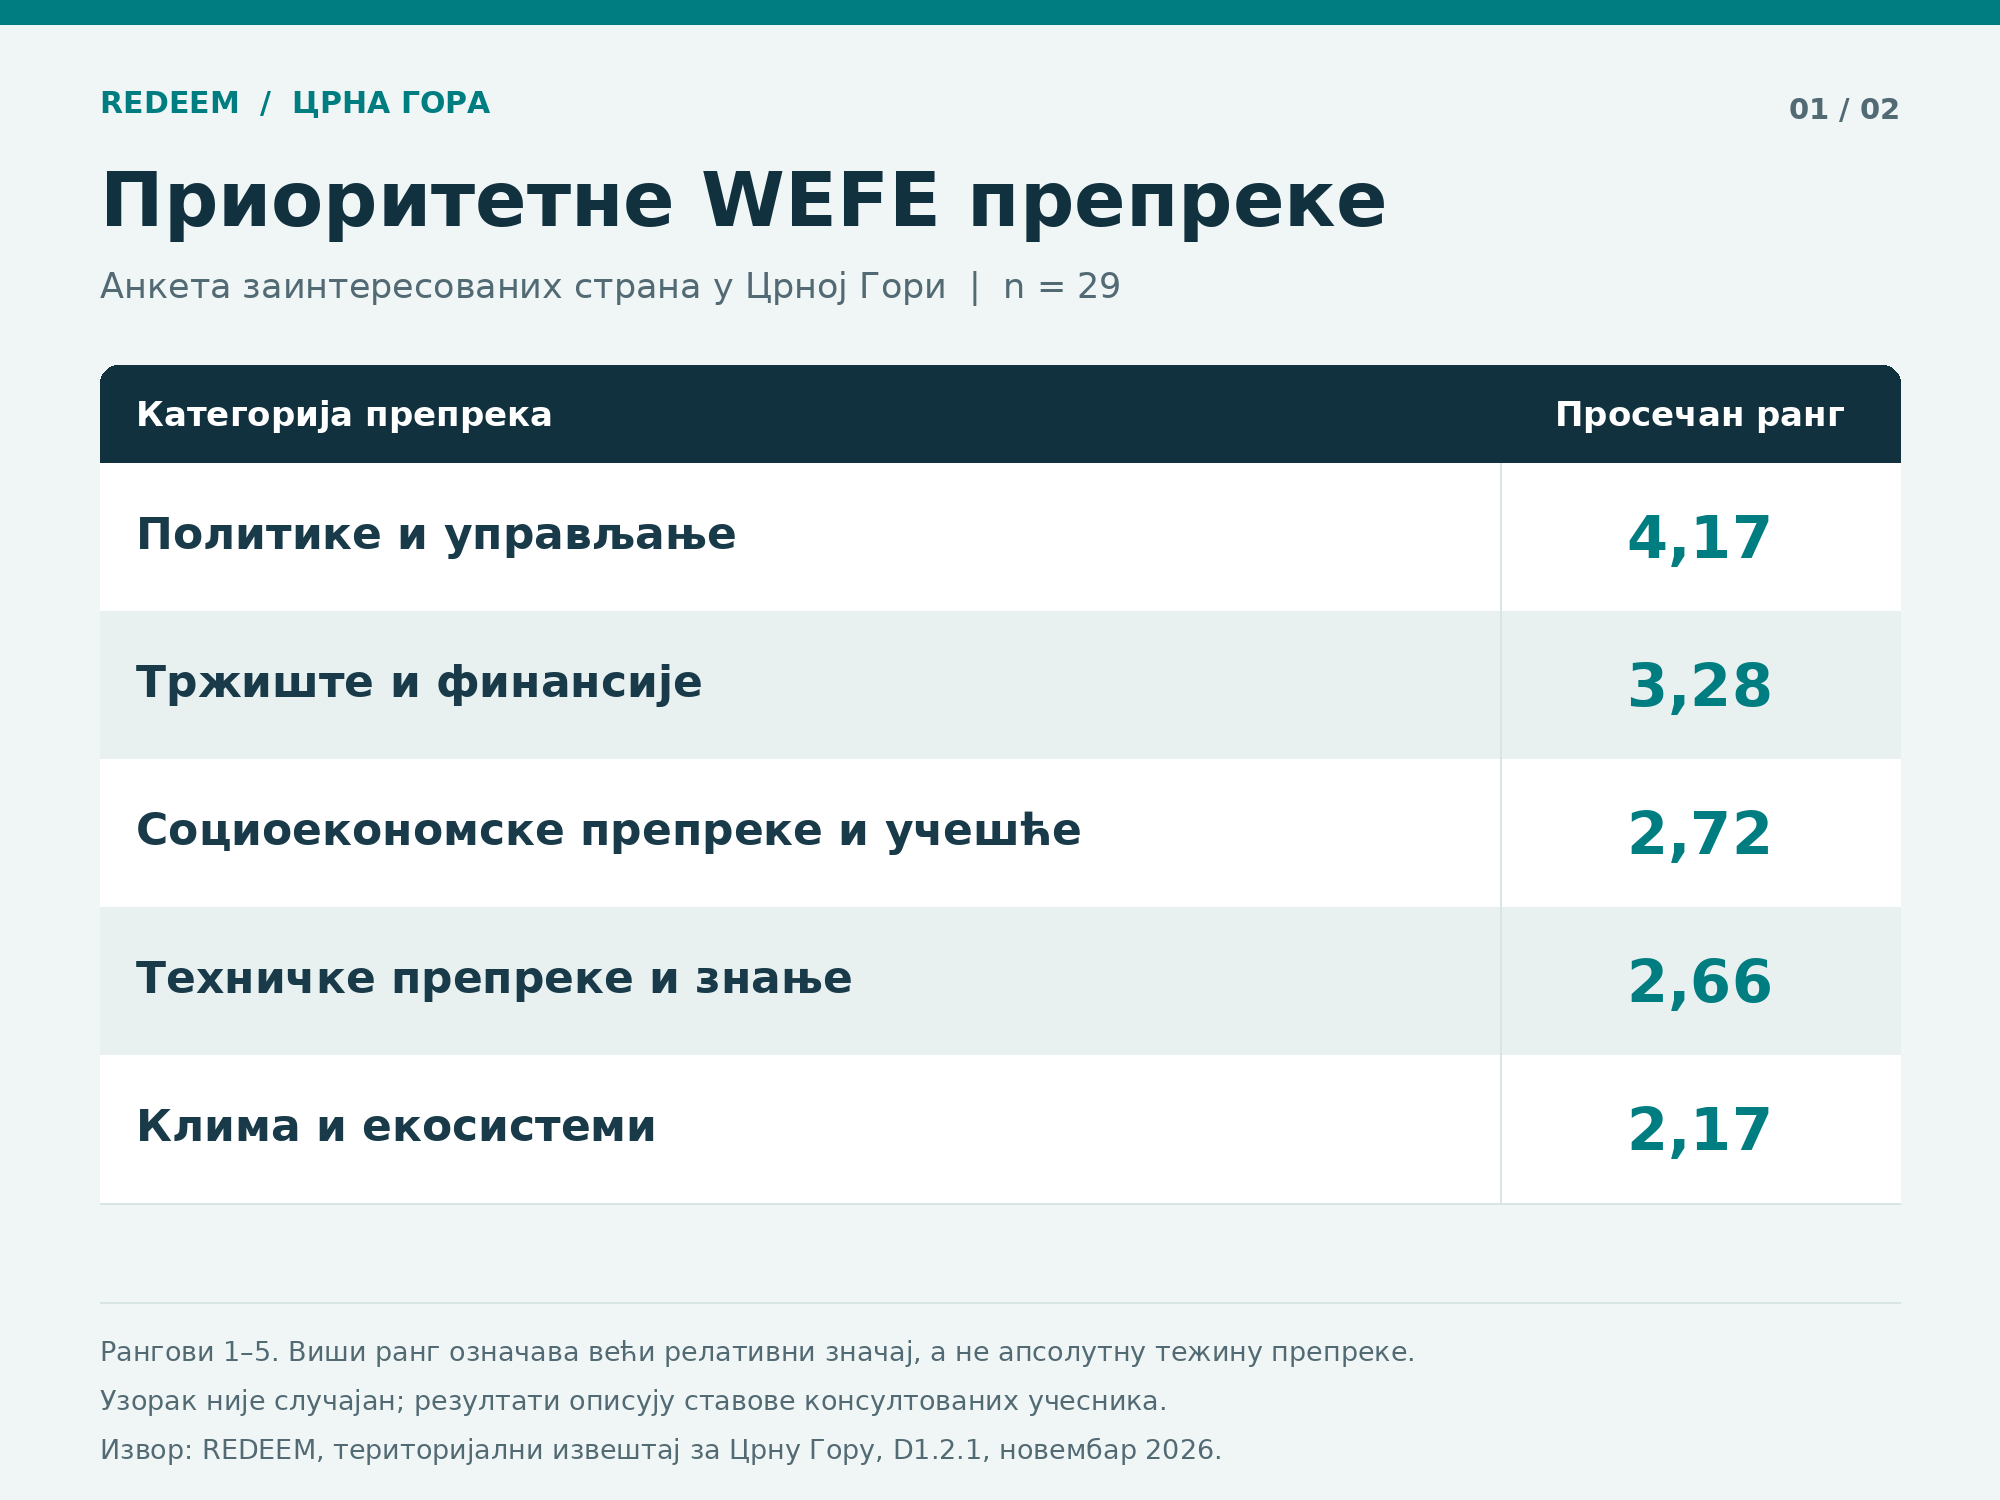 REDEEM / ЦРНА ГОРА
01 / 02
Приоритетне WEFE препреке
Анкета заинтересованих страна у Црној Гори | n = 29
Категорија препрека Просечан ранг
Политике и управљање 4,17
Тржиште и финансије 3,28
Социоекономске препреке и учешће 2,72
Техничке препреке и знање 2,66
Клима и екосистеми 2,17
Рангови 1–5. Виши ранг означава већи релативни значај, а не апсолутну тежину препреке.
Узорак није случајан; резултати описују ставове консултованих учесника.
Извор: REDEEM, територијални извештај за Црну Гору, D1.2.1, новембар 2026.